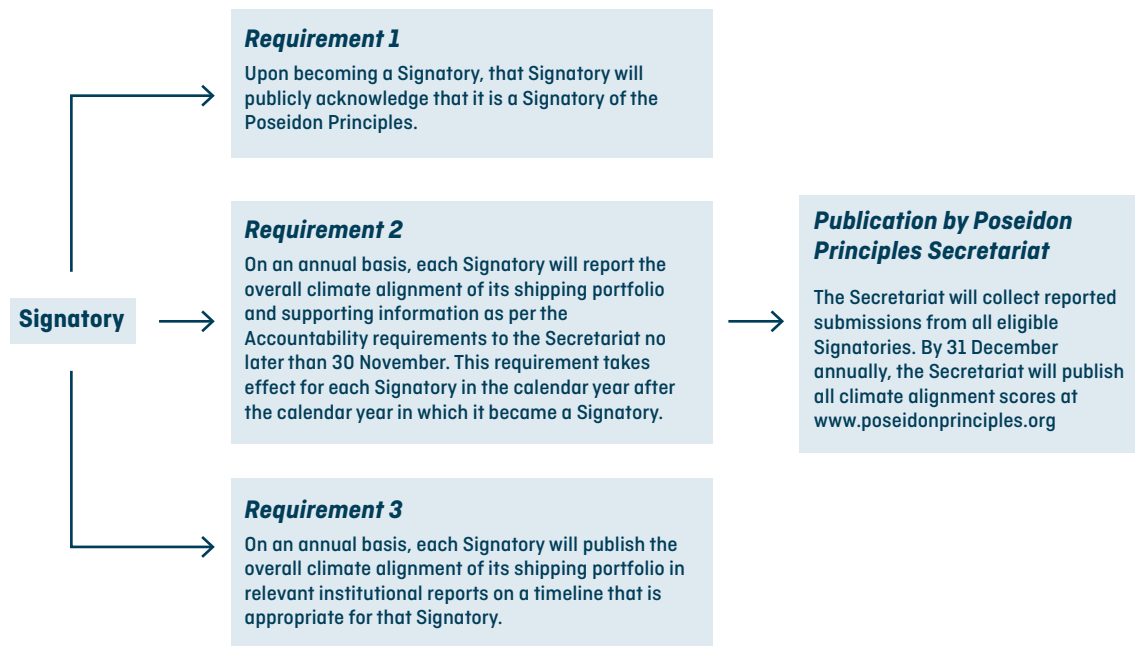 Requirement 1
Upon becoming a Signatory, that Signatory will
publicly acknowledge that it is a Signatory of the
Poseidon Principles.
Signatory
Requirement 2
On an annual basis, each Signatory will report the
overall climate alignment of its shipping portfolio
and supporting information as per the
Accountability requirements to the Secretariat no
later than 30 November. This requirement takes
effect for each Signatory in the calendar year after
the calendar year in which it became a Signatory.
Publication by Poseidon
Principles Secretariat
The Secretariat will collect reported
submissions from all eligible
Signatories. By 31 December
annually, the Secretariat will publish
all climate alignment scores at
www.poseidonprinciples.org
Requirement 3
On an annual basis, each Signatory will publish the
overall climate alignment of its shipping portfolio in
relevant institutional reports on a timeline that is
appropriate for that Signatory.